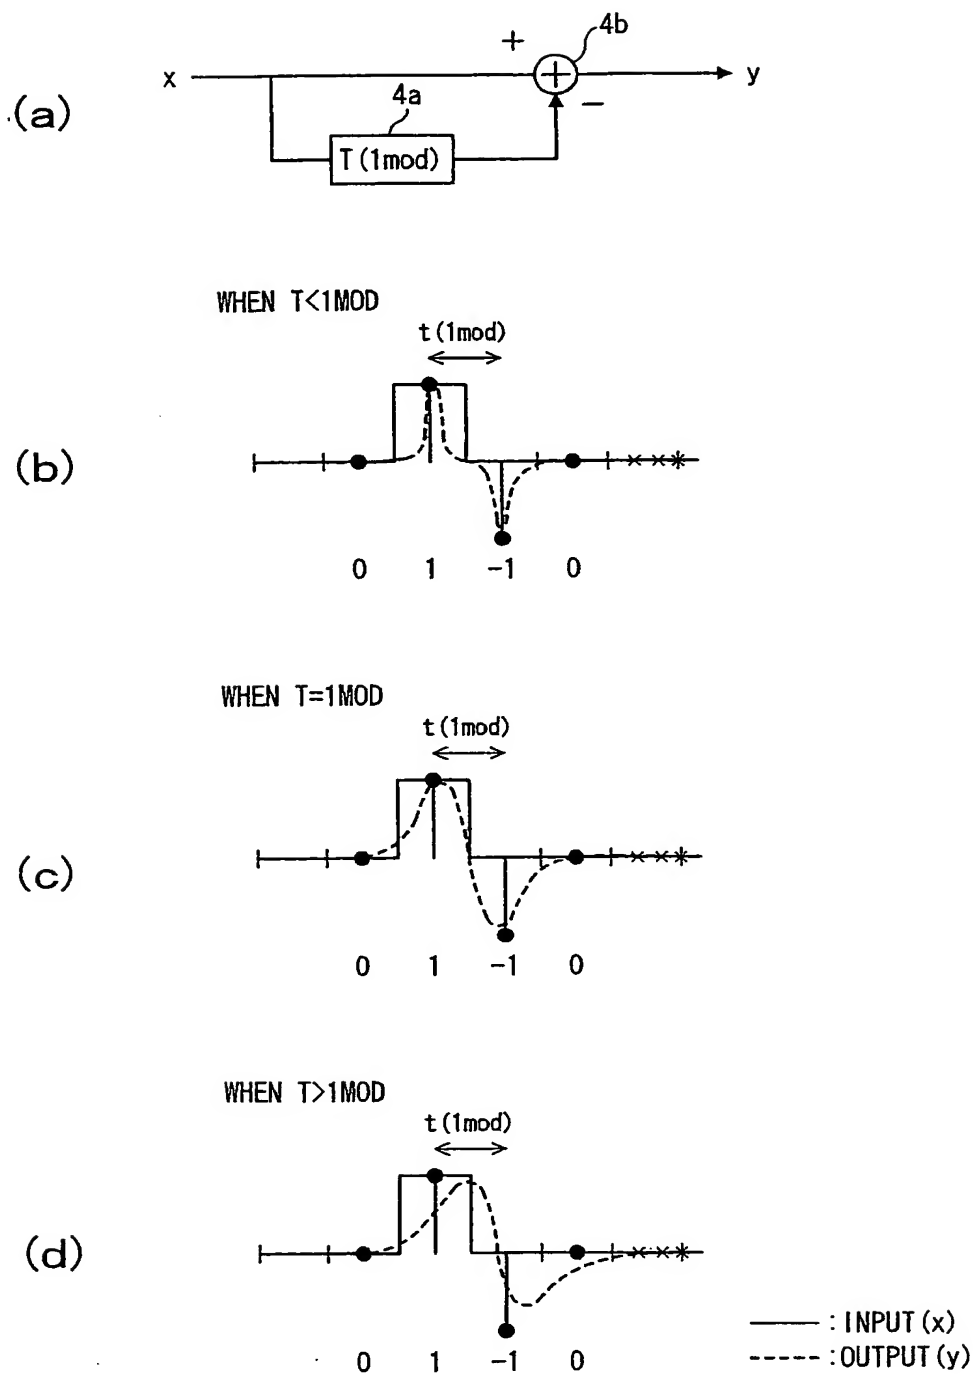 (a)
x
+
4b
y
−
4a
T(1mod)
WHEN T<1MOD
t(1mod)
(b)
0 1 -1 0
WHEN T=1MOD
t(1mod)
(c)
0 1 -1 0
WHEN T>1MOD
t(1mod)
(d)
0 1 -1 0
:INPUT(x)
:OUTPUT(y)